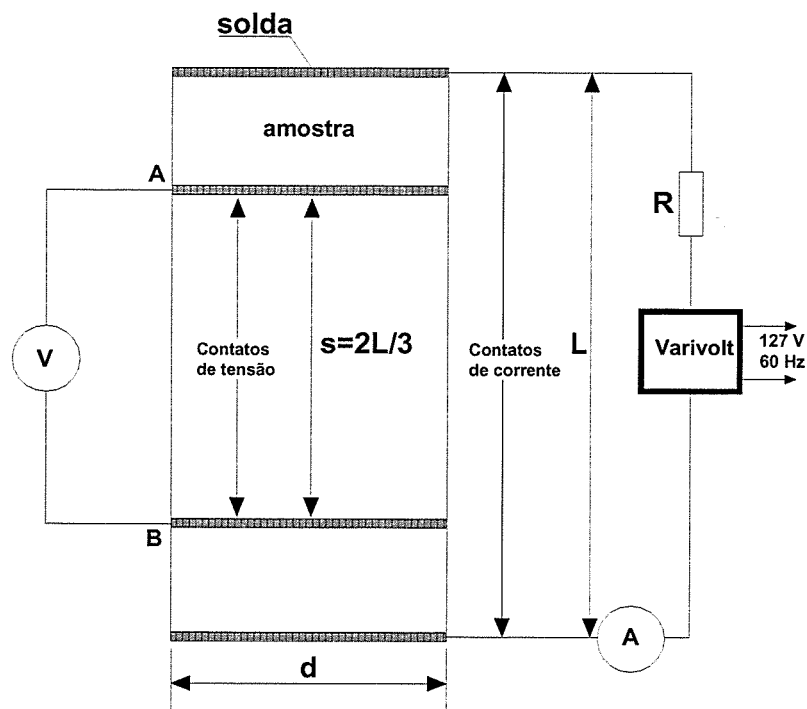 solda
amostra
A
R
V
Contatos
de tensão
s=2L/3
Contatos
de corrente
L
Varivolt
127 V
60 Hz
B
A
d